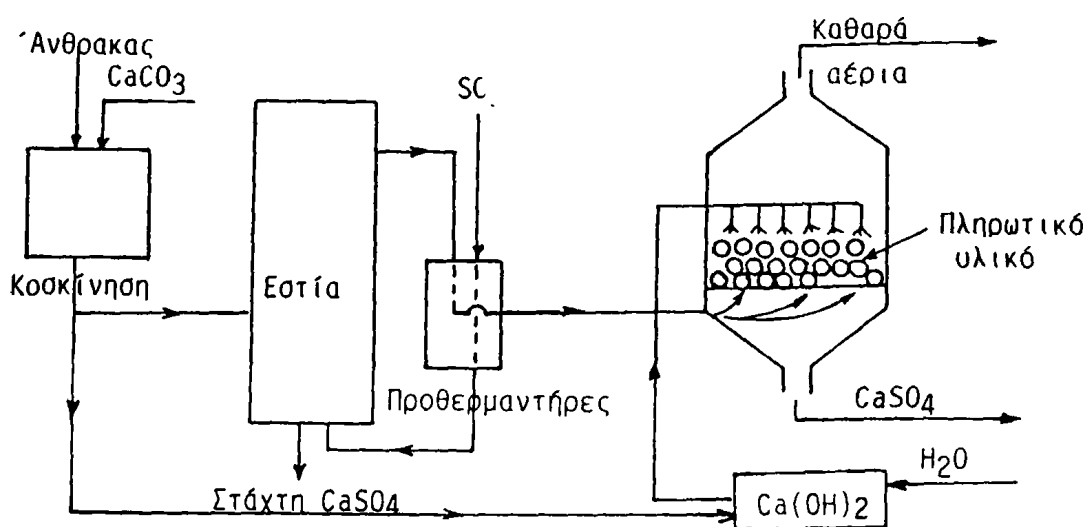 Άνθρακας
CaCO3
Κοσκίνηση
Εστία
SC
Προθερμαντήρες
Στάχτη CaSO4
Καθαρά
αέρια
Πληρωτικό
υλικό
CaSO4
H2O
Ca(OH)2